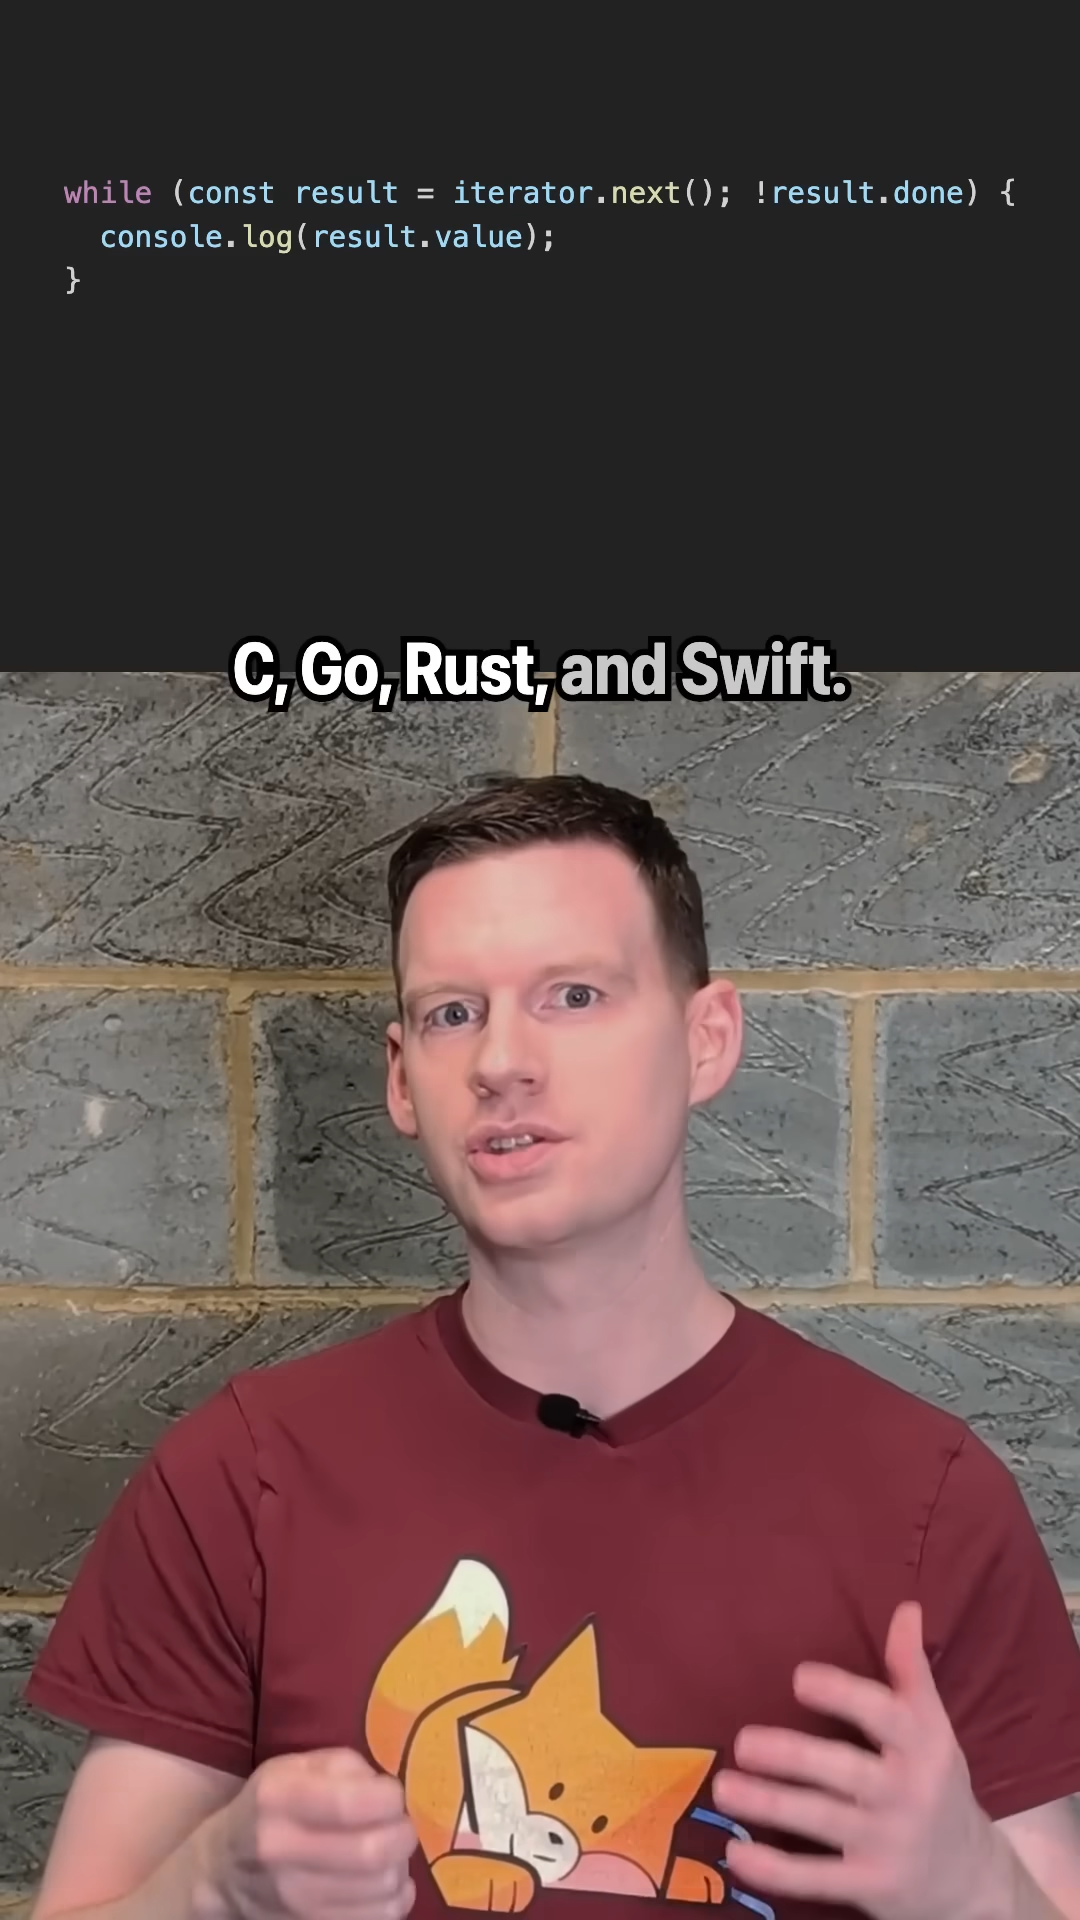 while (const result = iterator.next(); !result.done) {
  console.log(result.value);
}
C, Go, Rust, and Swift.